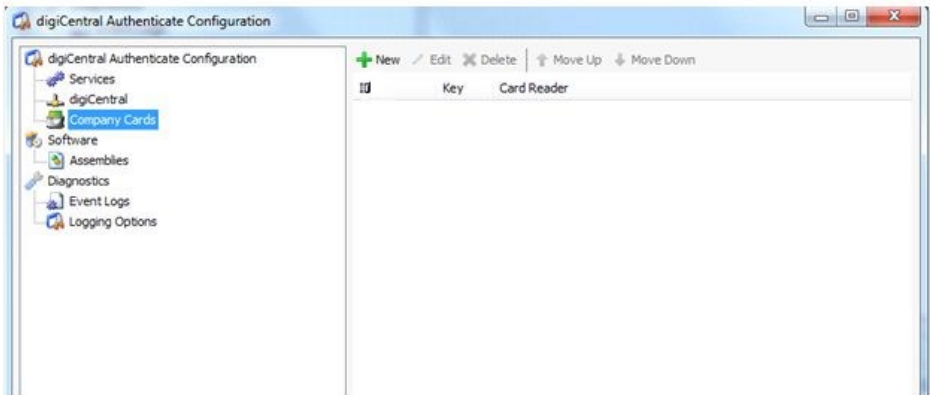 digiCentral Authenticate Configuration
digiCentral Authenticate Configuration
Services
digiCentral
Company Cards
Software
Assemblies
Diagnostics
Event Logs
Logging Options
New Edit Delete Move Up Move Down
Key Card Reader